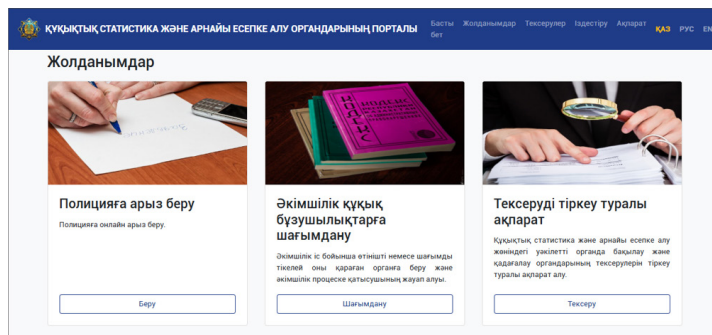 ҚҰҚЫҚТЫҚ СТАТИСТИКА ЖӘНЕ АРНАЙЫ ЕСЕПКЕ АЛУ ОРГАНДАРЫНЫҢ ПОРТАЛЫ
Басты бет Жолданымдар Тексерулер Іздестіру Ақпарат ҚАЗ РУС EN
Жолданымдар
Полицияға арыз беру
Полицияға онлайн арыз беру.
Беру
КОДЕКС
Әкімшілік құқық
бұзушылықтарға
шағымдану
Әкімшілік іс бойынша өтінішті немесе шағымды
тікелей оны қараған органға беру және
әкімшілік процеске қатысушының жауап алуы.
Шағымдану
Тексеруді тіркеу туралы
ақпарат
Құқықтық статистика және арнайы есепке алу
жөніндегі уәкілетті органда бақылау және
қадағалау органдарының тексерулерін тіркеу
туралы ақпарат алу.
Тексеру